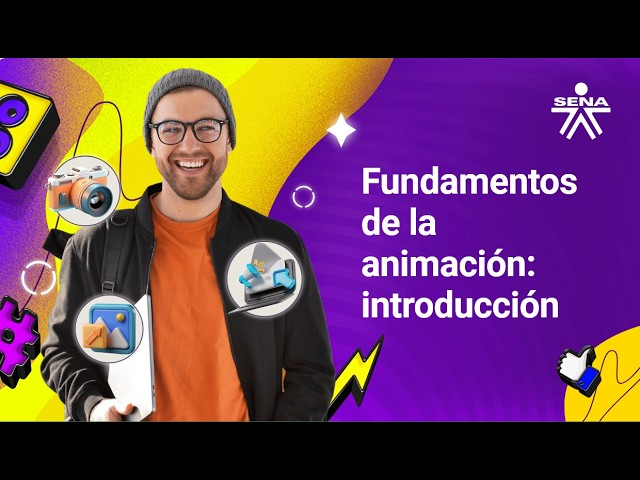 SENA
Fundamentos
de la
animación:
introducción